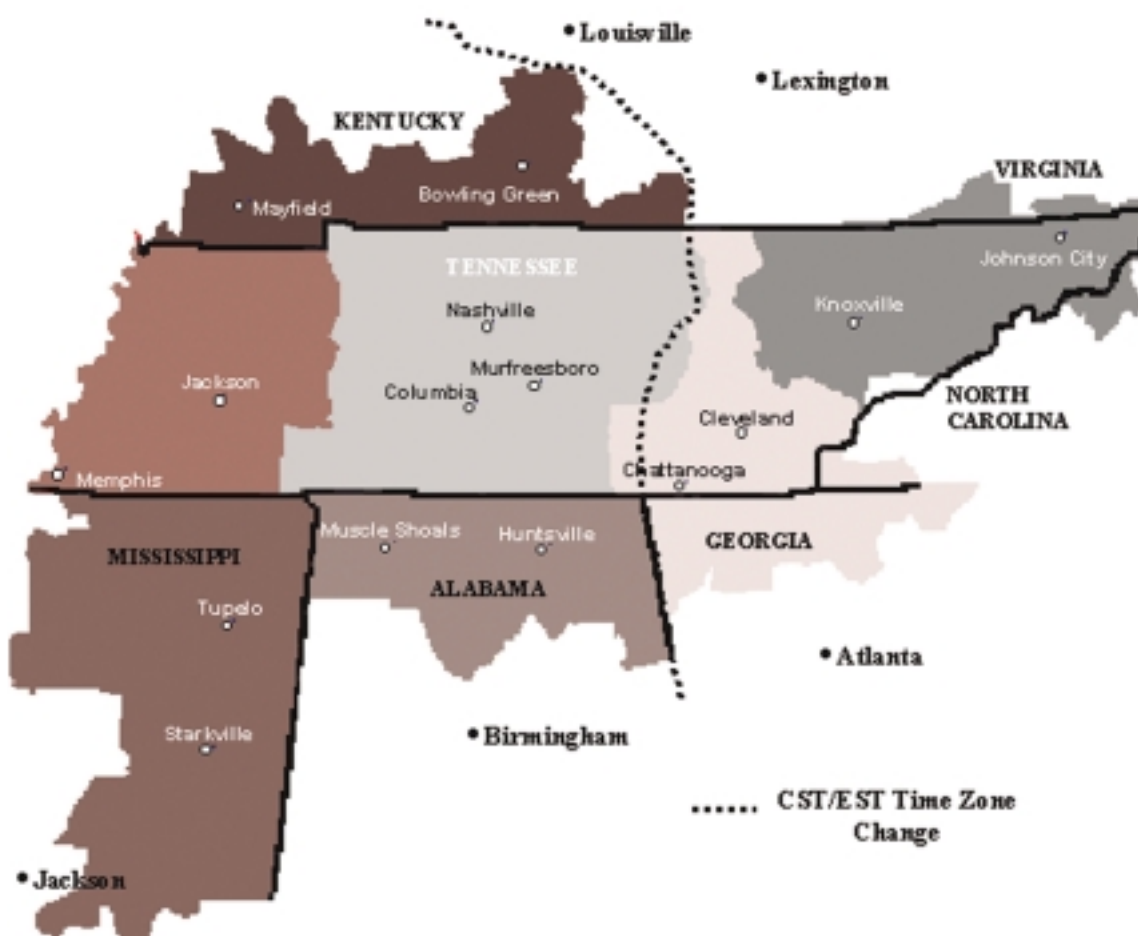 Louisville
Lexington
KENTUCKY
VIRGINIA
Bowling Green
Mayfield
TENNESSEE
Johnson City
Nashville
Knoxville
Murfreesboro
Jackson
Columbia
NORTH
CAROLINA
Cleveland
Chattanooga
Memphis
Muscle Shoals
Huntsville
GEORGIA
MISSISSIPPI
ALABAMA
Tupelo
Atlanta
Starkville
Birmingham
CST/EST Time Zone
Change
Jackson